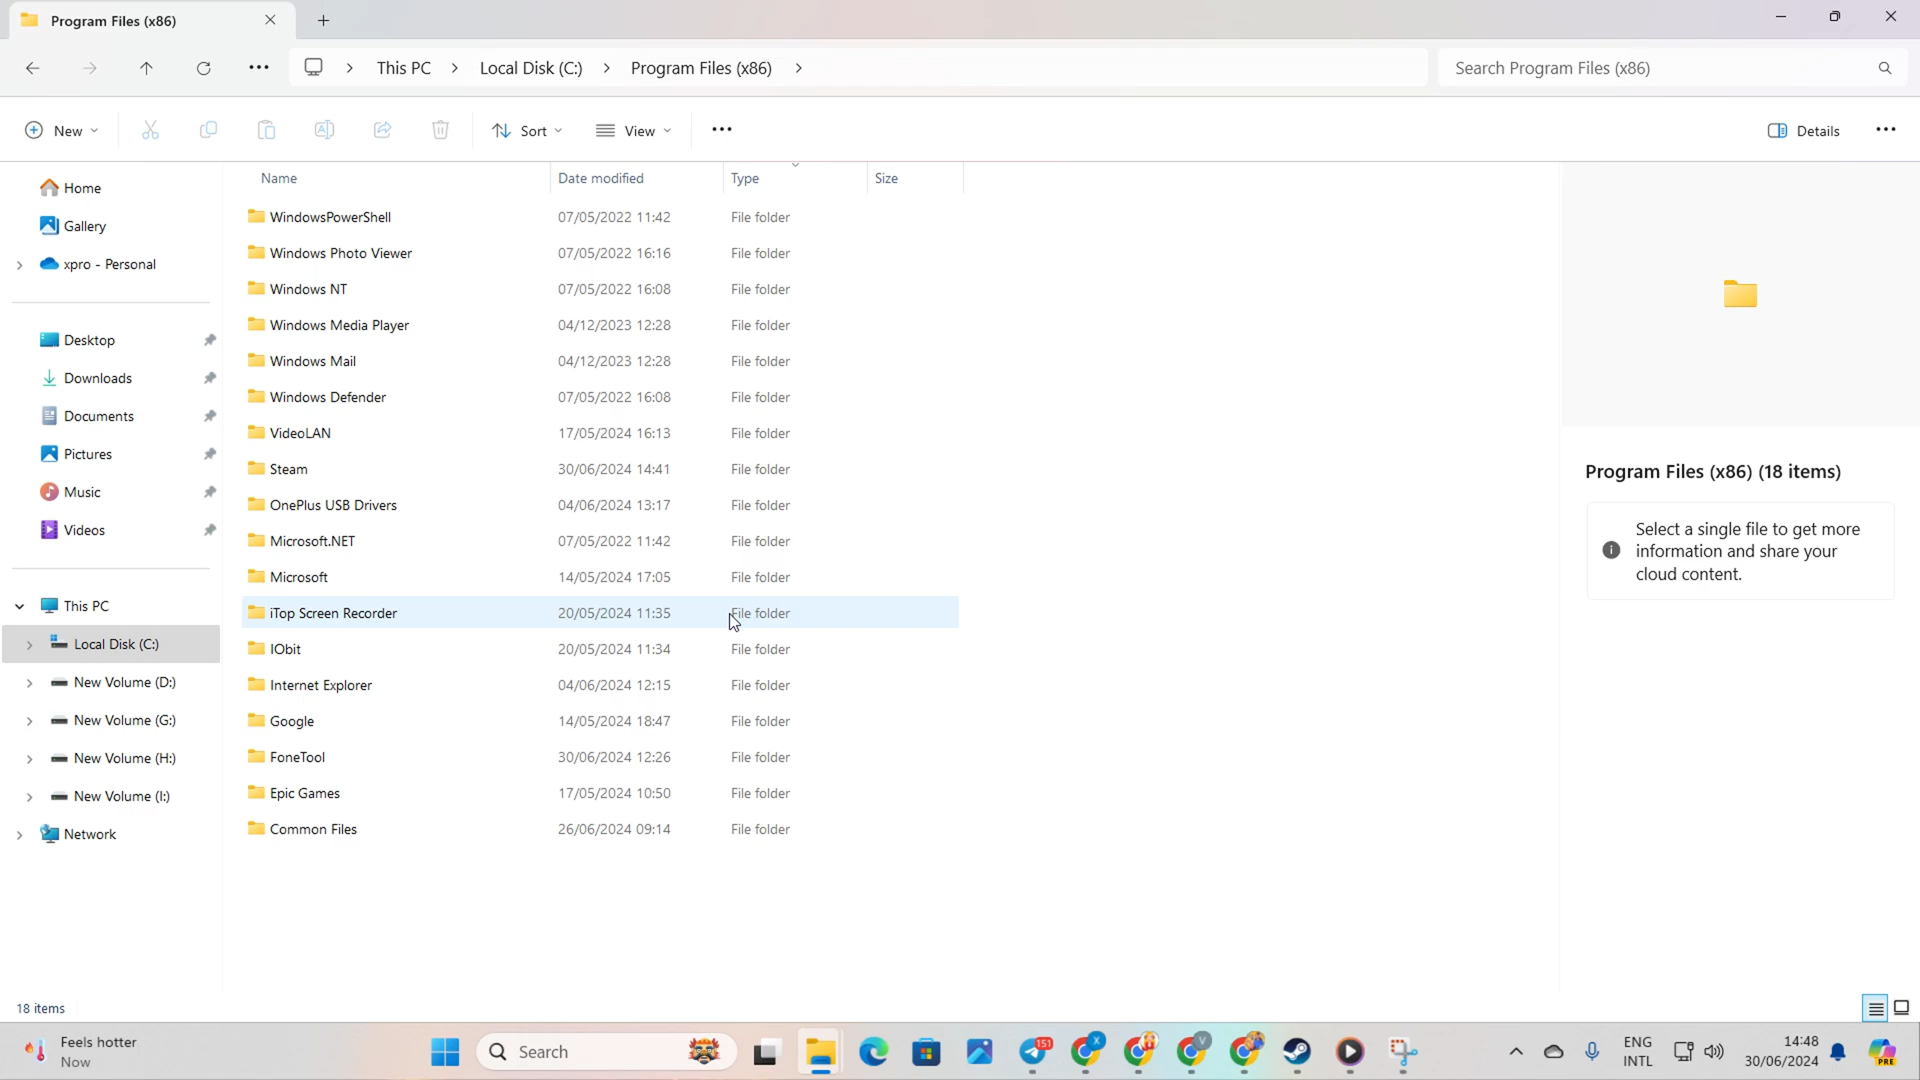 Program Files (x86)
This PC > Local Disk (C:) > Program Files (x86) >
Search Program Files (x86)
New
Sort
View
Details
Home
Gallery
xpro - Personal
Desktop
Downloads
Documents
Pictures
Music
Videos
This PC
Local Disk (C:)
New Volume (D:)
New Volume (G:)
New Volume (H:)
New Volume (I:)
Network
Name Date modified Type Size
WindowsPowerShell 07/05/2022 11:42 File folder
Windows Photo Viewer 07/05/2022 16:16 File folder
Windows NT 07/05/2022 16:08 File folder
Windows Media Player 04/12/2023 12:28 File folder
Windows Mail 04/12/2023 12:28 File folder
Windows Defender 07/05/2022 16:08 File folder
VideoLAN 17/05/2024 16:13 File folder
Steam 30/06/2024 14:41 File folder
OnePlus USB Drivers 04/06/2024 13:17 File folder
Microsoft.NET 07/05/2022 11:42 File folder
Microsoft 14/05/2024 17:05 File folder
iTop Screen Recorder 20/05/2024 11:35 File folder
IObit 20/05/2024 11:34 File folder
Internet Explorer 04/06/2024 12:15 File folder
Google 14/05/2024 18:47 File folder
FoneTool 30/06/2024 12:26 File folder
Epic Games 17/05/2024 10:50 File folder
Common Files 26/06/2024 09:14 File folder
Program Files (x86) (18 items)
Select a single file to get more
information and share your
cloud content.
18 items
Feels hotter
Now
Search
151
X
V
ENG
INTL
14:48
30/06/2024
PRE